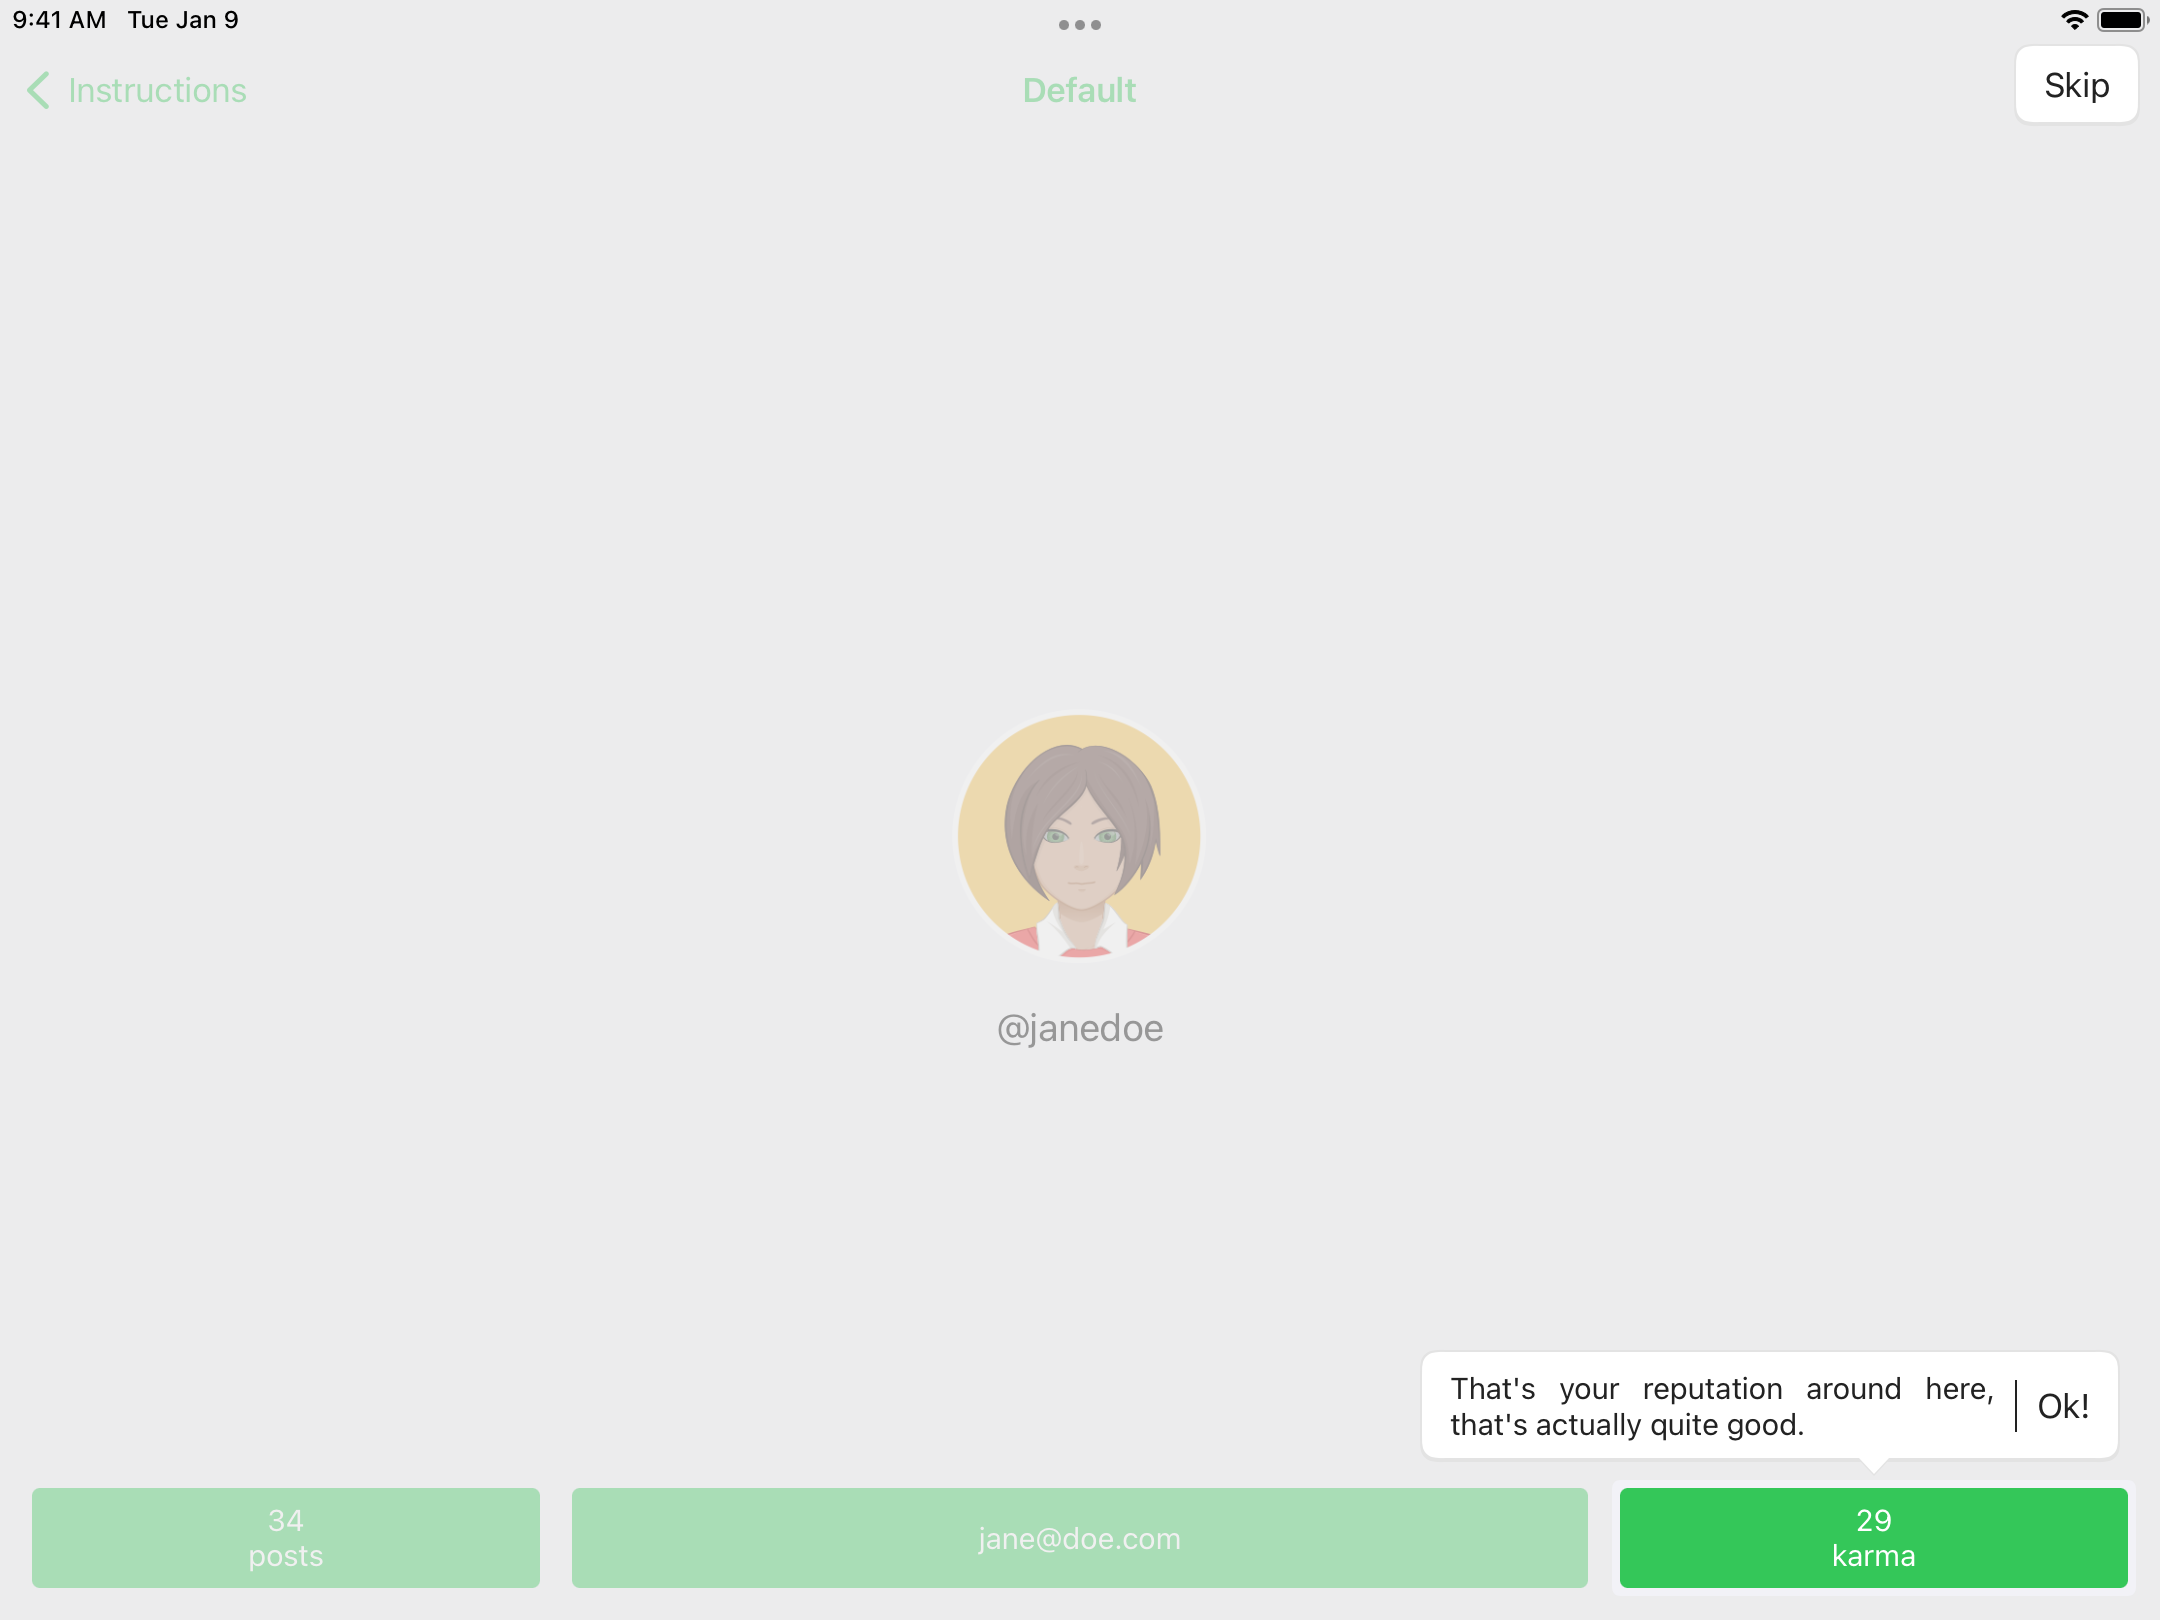 9:41 AM Tue Jan 9
Instructions
Default
Skip
@janedoe
That's your reputation around here,
that's actually quite good.
Ok!
34
posts
jane@doe.com
29
karma